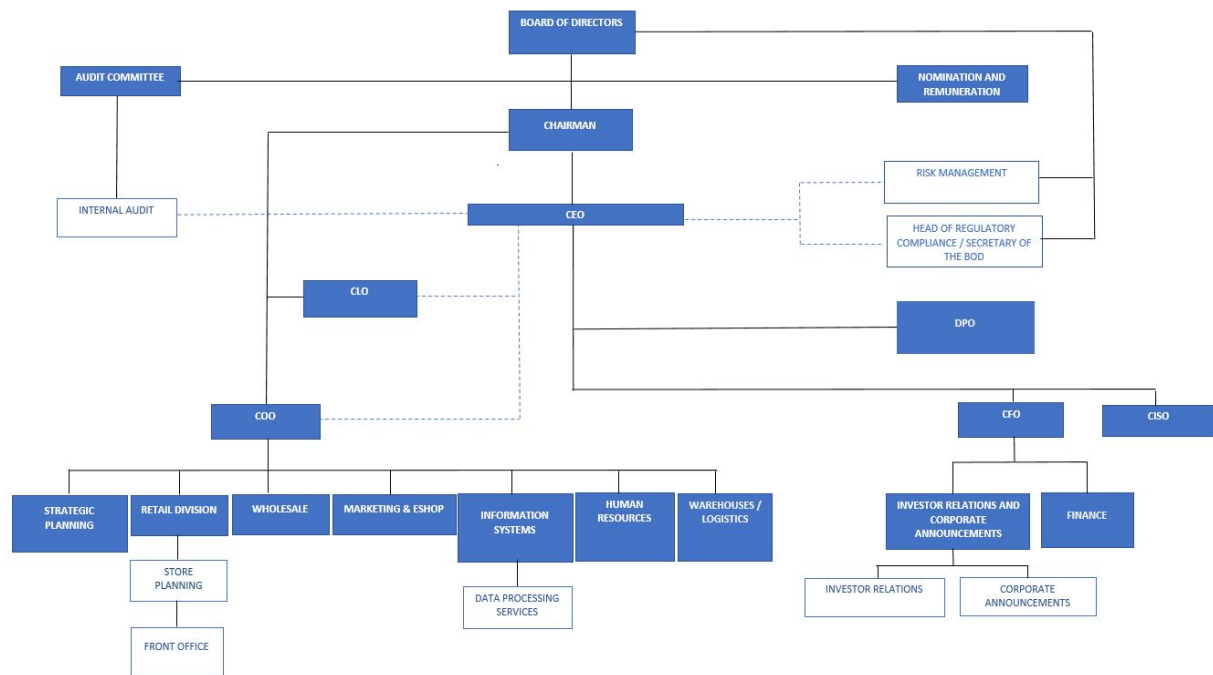 BOARD OF DIRECTORS
AUDIT COMMITTEE
NOMINATION AND
REMUNERATION
CHAIRMAN
RISK MANAGEMENT
INTERNAL AUDIT
CEO
HEAD OF REGULATORY
COMPLIANCE / SECRETARY OF
THE BOD
CLO
DPO
COO
CFO
CISO
STRATEGIC
PLANNING
RETAIL DIVISION
WHOLESALE
MARKETING & ESHOP
INFORMATION
SYSTEMS
HUMAN
RESOURCES
WAREHOUSES /
LOGISTICS
INVESTOR RELATIONS AND
CORPORATE
ANNOUNCEMENTS
FINANCE
STORE
PLANNING
DATA PROCESSING
SERVICES
INVESTOR RELATIONS
CORPORATE
ANNOUNCEMENTS
FRONT OFFICE